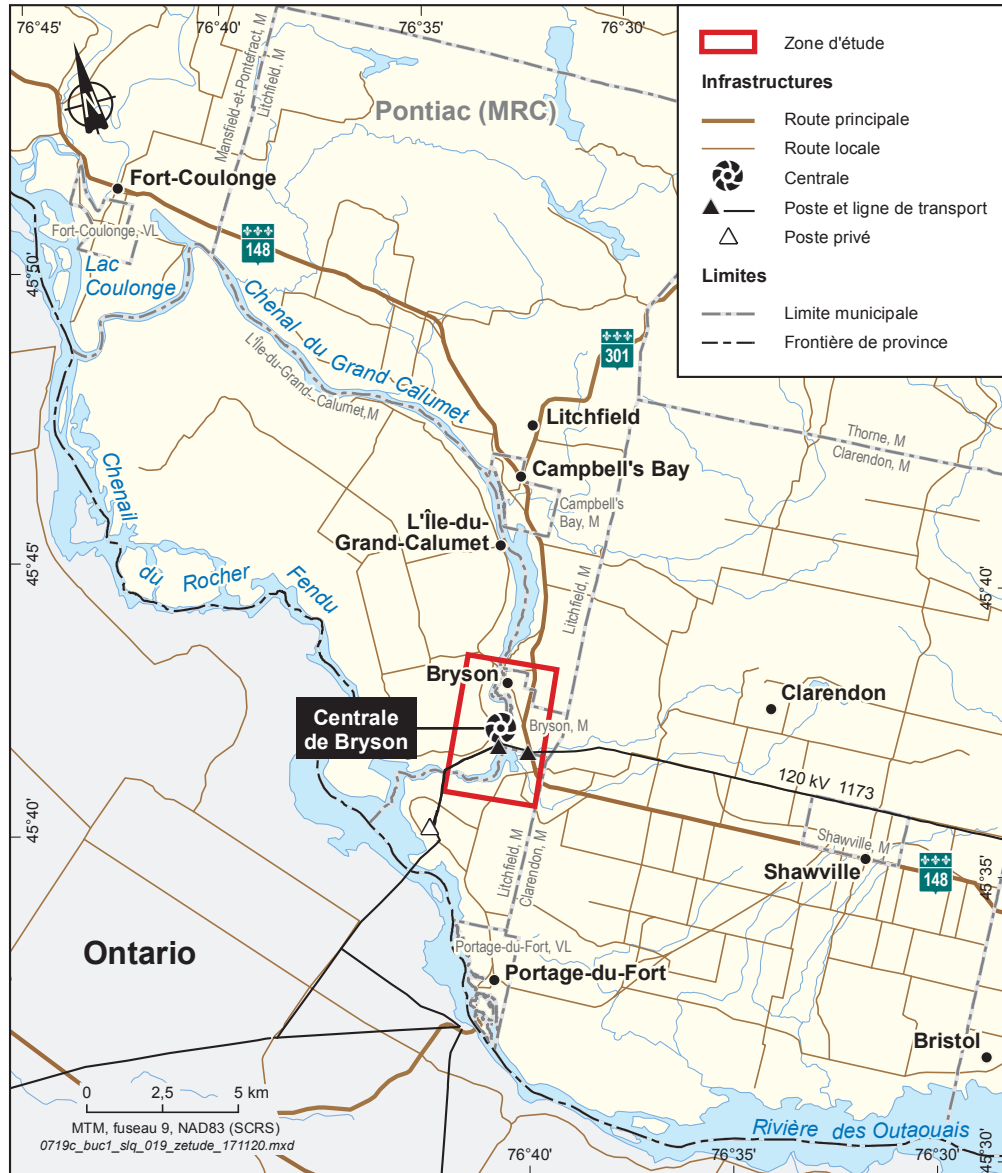 76°45'
76°40'
76°35'
76°30'
Zone d'étude
Infrastructures
Route principale
Route locale
Centrale
Poste et ligne de transport
Poste privé
Limites
Limite municipale
Frontière de province
Mansfield-et-Pontefract, M
Litchfield, M
Pontiac (MRC)
Fort-Coulonge
Fort-Coulonge, VL
148
45°50'
Lac
Coulonge
Chenal du Grand Calumet
L'Île-du-Grand-Calumet,M
301
Litchfield
Thorne, M
Clarendon, M
Campbell's Bay
Campbell's
Bay, M
L'Île-du-
Grand-Calumet
Chenail
du Rocher Fendu
45°45'
45°40'
Litchfield, M
Bryson
Clarendon
Centrale
de Bryson
Bryson, M
120 kV 1173
45°40'
Shawville, M
Shawville
148
45°35'
Litchfield, M
Clarendon, M
Ontario
Portage-du-Fort, VL
Portage-du-Fort
Bristol
0 2,5 5 km
MTM, fuseau 9, NAD83 (SCRS)
0719c_buc1_slq_019_zetude_171120.mxd
Rivière des Outaouais
76°40'
76°35'
76°30'
45°30'